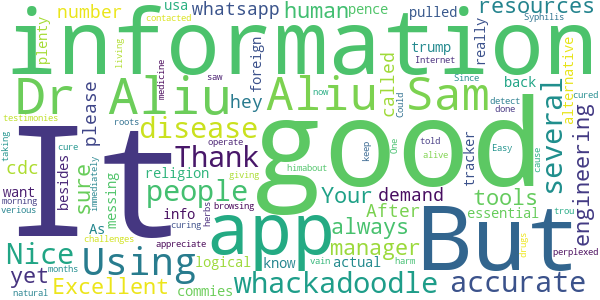 information
good
It
But
app
Dr Aliu
Aliu Sam
Using
whackadoodle
accurate
Thank
people
disease
several
engineering
resources
human
whatsapp
number
usa
pence
pulled
Syphilis
contacted
plenty
living
trump
really
Internet
foreign
hey
called
please
back
alternative
medicine
saw
Since
detect
cured
now
Could
done
testimonies
cure
roots
operate
keep
One
told
alive
Easy
cause
tracker
taking
cdc
sure
besides
immediately
religion
giving
himabout
Your
demand
tools
want
morning
verious
As
messing
info
herbs
curing
browsing
After
always
essential
trou
Nice
yet
appreciate
manager
drugs
perplexed
Excellent
challenges
logical
know
vain
actual
harm
natural
months
commies